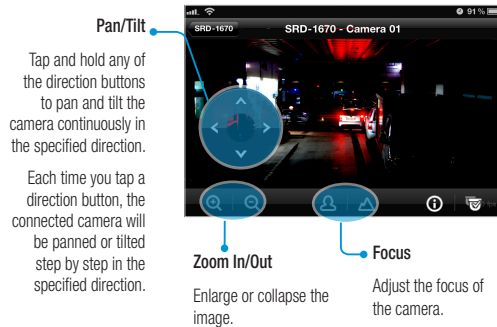 Pan/Tilt
Tap and hold any of
the direction buttons
to pan and tilt the
camera continuously in
the specified direction.
Each time you tap a
direction button, the
connected camera will
be panned or tilted
step by step in the
specified direction.
91%
SRD-1670
SRD-1670 - Camera 01
Zoom In/Out
Enlarge or collapse the
image.
Focus
Adjust the focus of
the camera.